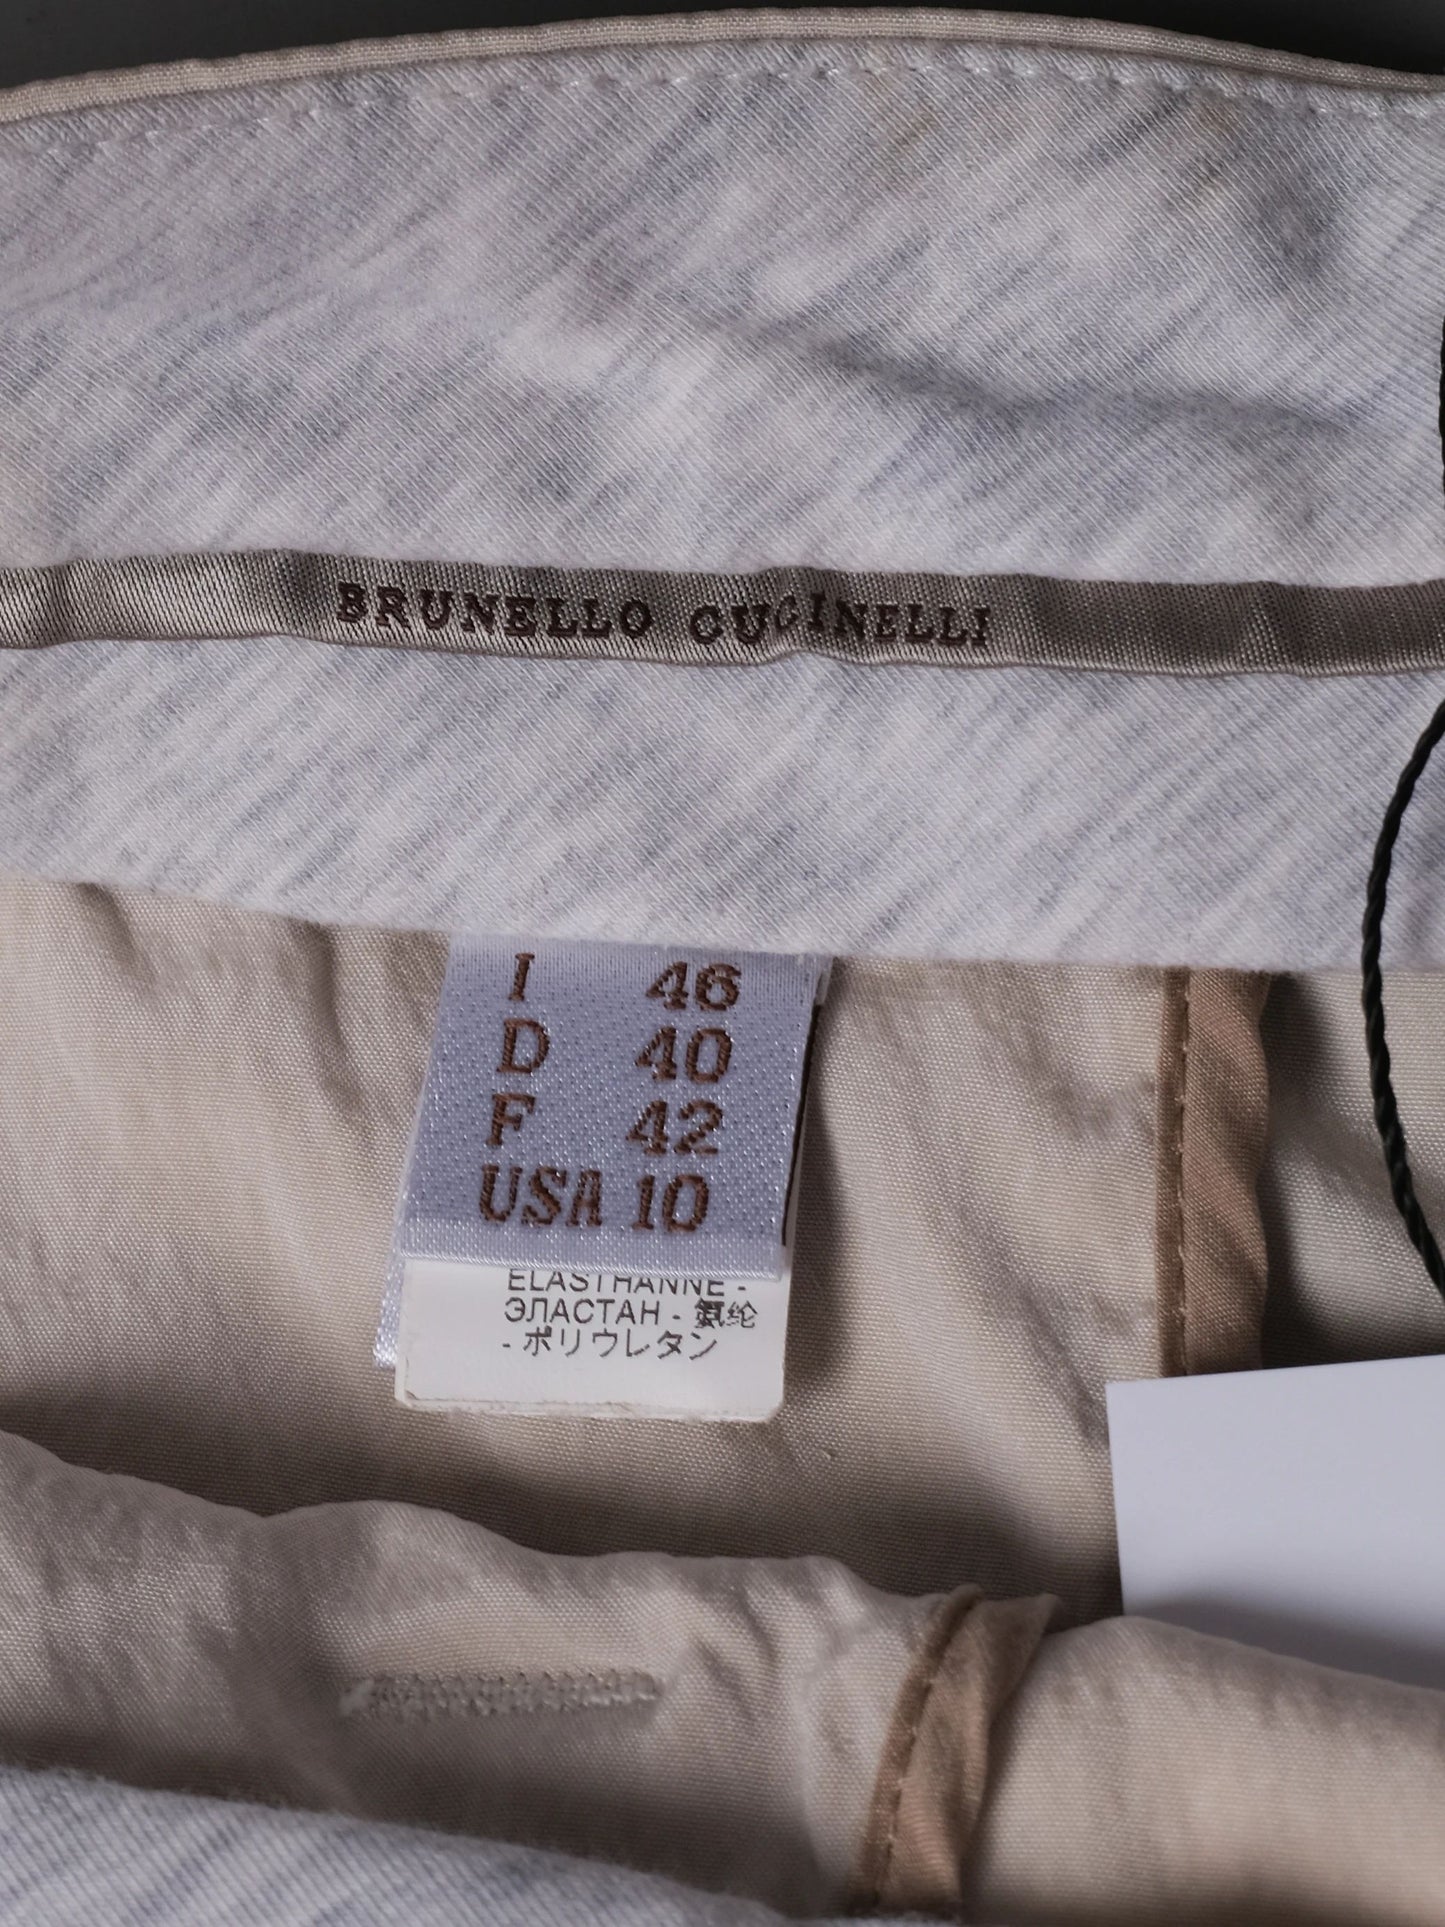 BRUNELLO CUCINELLI
I 46
D 40
F 42
USA 10
ELASTHANNE -
ЭЛАСТАН - 氨纶
- ポリウレタン